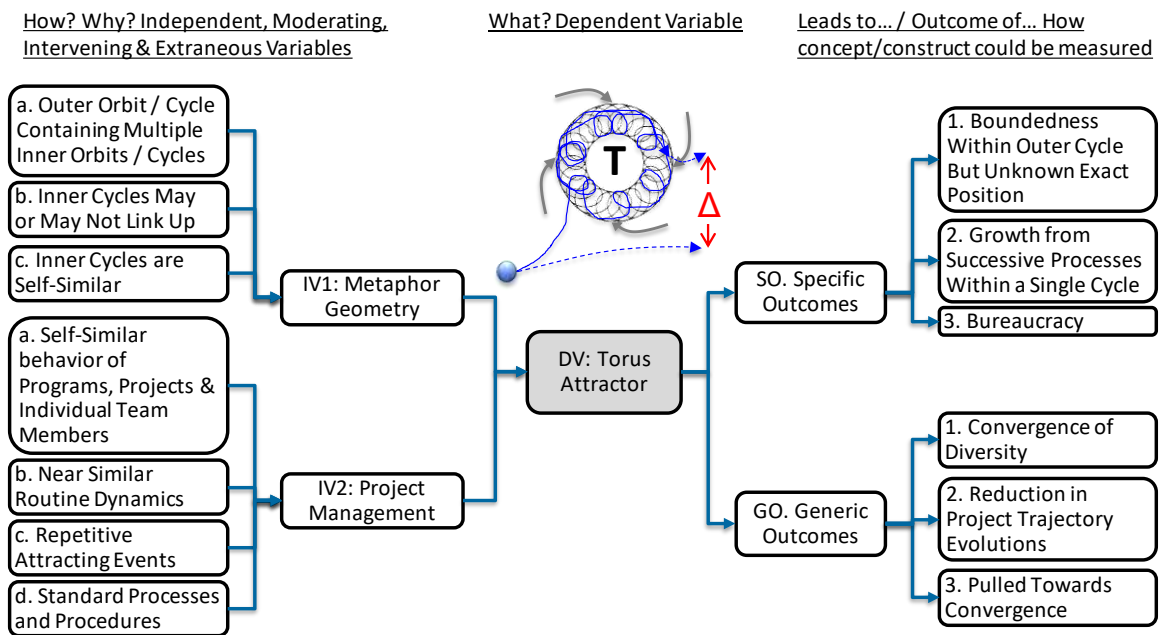 How? Why? Independent, Moderating,
Intervening & Extraneous Variables
What? Dependent Variable
Leads to... / Outcome of... How
concept/construct could be measured
a. Outer Orbit / Cycle
Containing Multiple
Inner Orbits / Cycles
b. Inner Cycles May
or May Not Link Up
c. Inner Cycles are
Self-Similar
IV1: Metaphor
Geometry
a. Self-Similar
behavior of
Programs, Projects &
Individual Team
Members
b. Near Similar
Routine Dynamics
c. Repetitive
Attracting Events
d. Standard Processes
and Procedures
IV2: Project
Management
T
Δ
DV: Torus
Attractor
SO. Specific
Outcomes
1. Boundedness
Within Outer Cycle
But Unknown Exact
Position
2. Growth from
Successive Processes
Within a Single Cycle
3. Bureaucracy
GO. Generic
Outcomes
1. Convergence of
Diversity
2. Reduction in
Project Trajectory
Evolutions
3. Pulled Towards
Convergence